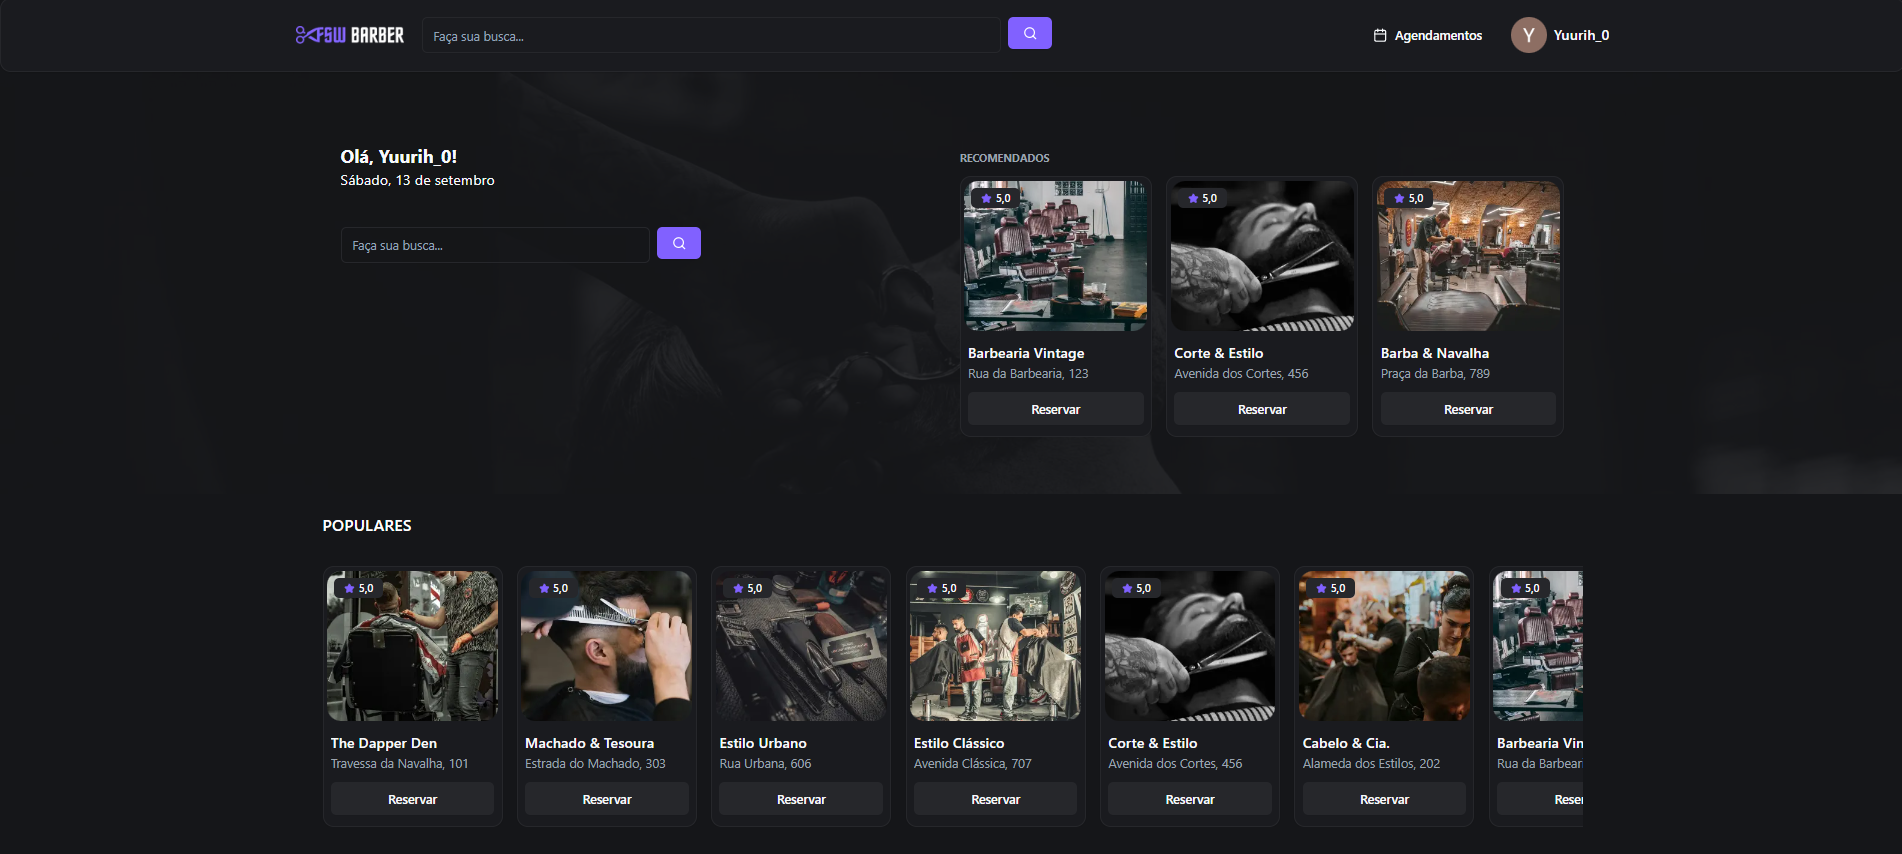 FSW BARBER
Faça sua busca...
Agendamentos
Y
Yuurih_0
Olá, Yuurih_0!
Sábado, 13 de setembro
Faça sua busca...
RECOMENDADOS
5,0
5,0
5,0
Barbearia Vintage
Corte & Estilo
Barba & Navalha
Rua da Barbearia, 123
Avenida dos Cortes, 456
Praça da Barba, 789
Reservar
Reservar
Reservar
POPULARES
5,0
5,0
5,0
5,0
5,0
5,0
5,0
The Dapper Den
Machado & Tesoura
Estilo Urbano
Estilo Clássico
Corte & Estilo
Cabelo & Cia.
Barbearia Vin
Travessa da Navalha, 101
Estrada do Machado, 303
Rua Urbana, 606
Avenida Clássica, 707
Avenida dos Cortes, 456
Alameda dos Estilos, 202
Rua da Barbeari
Reservar
Reservar
Reservar
Reservar
Reservar
Reservar
Reser